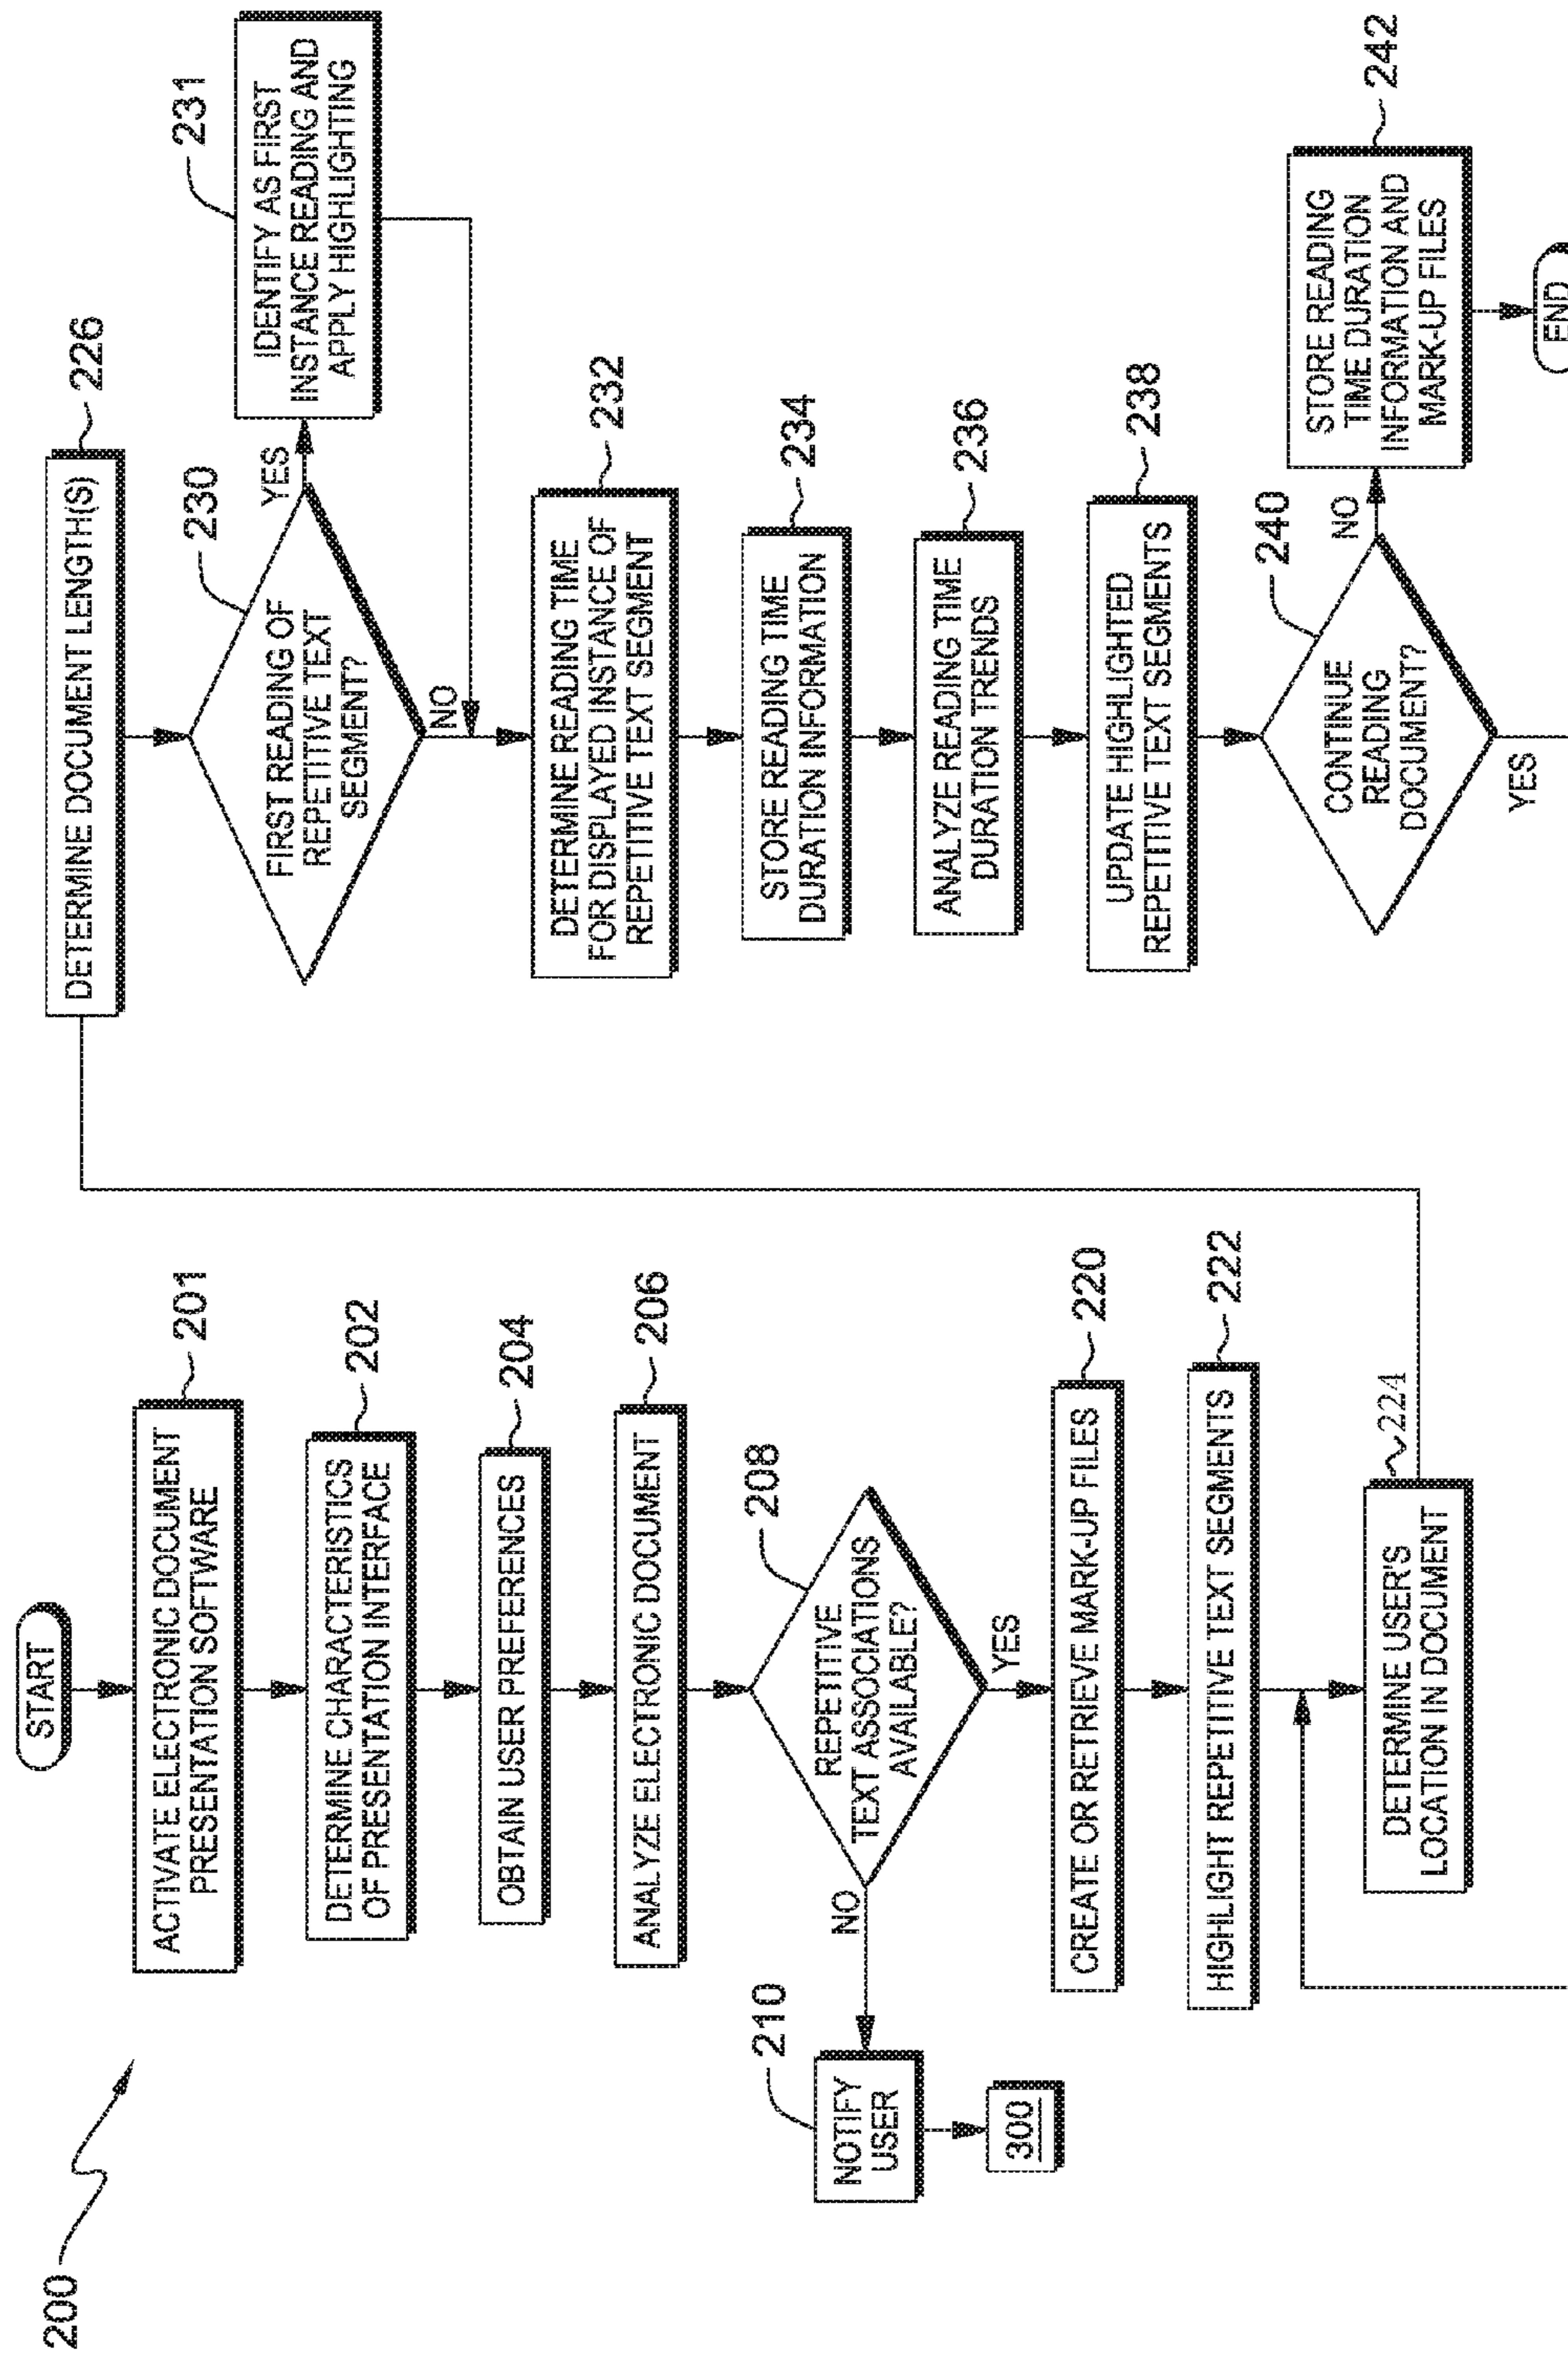 200
START
ACTIVATE ELECTRONIC DOCUMENT
PRESENTATION SOFTWARE
201
DETERMINE CHARACTERISTICS
OF PRESENTATION INTERFACE
202
OBTAIN USER PREFERENCES
204
ANALYZE ELECTRONIC DOCUMENT
206
REPETITIVE
TEXT ASSOCIATIONS
AVAILABLE?
208
NO
NOTIFY
USER
210
300
YES
CREATE OR RETRIEVE MARK-UP FILES
220
HIGHLIGHT REPETITIVE TEXT SEGMENTS
222
DETERMINE USER'S
LOCATION IN DOCUMENT
224
DETERMINE DOCUMENT LENGTH(S)
226
FIRST READING OF
REPETITIVE TEXT
SEGMENT?
230
YES
IDENTIFY AS FIRST
INSTANCE READING AND
APPLY HIGHLIGHTING
231
NO
DETERMINE READING TIME
FOR DISPLAYED INSTANCE OF
REPETITIVE TEXT SEGMENT
232
STORE READING TIME
DURATION INFORMATION
234
ANALYZE READING TIME
DURATION TRENDS
236
UPDATE HIGHLIGHTED
REPETITIVE TEXT SEGMENTS
238
CONTINUE
READING
DOCUMENT?
240
NO
STORE READING
TIME DURATION
INFORMATION AND
MARK-UP FILES
242
END
YES